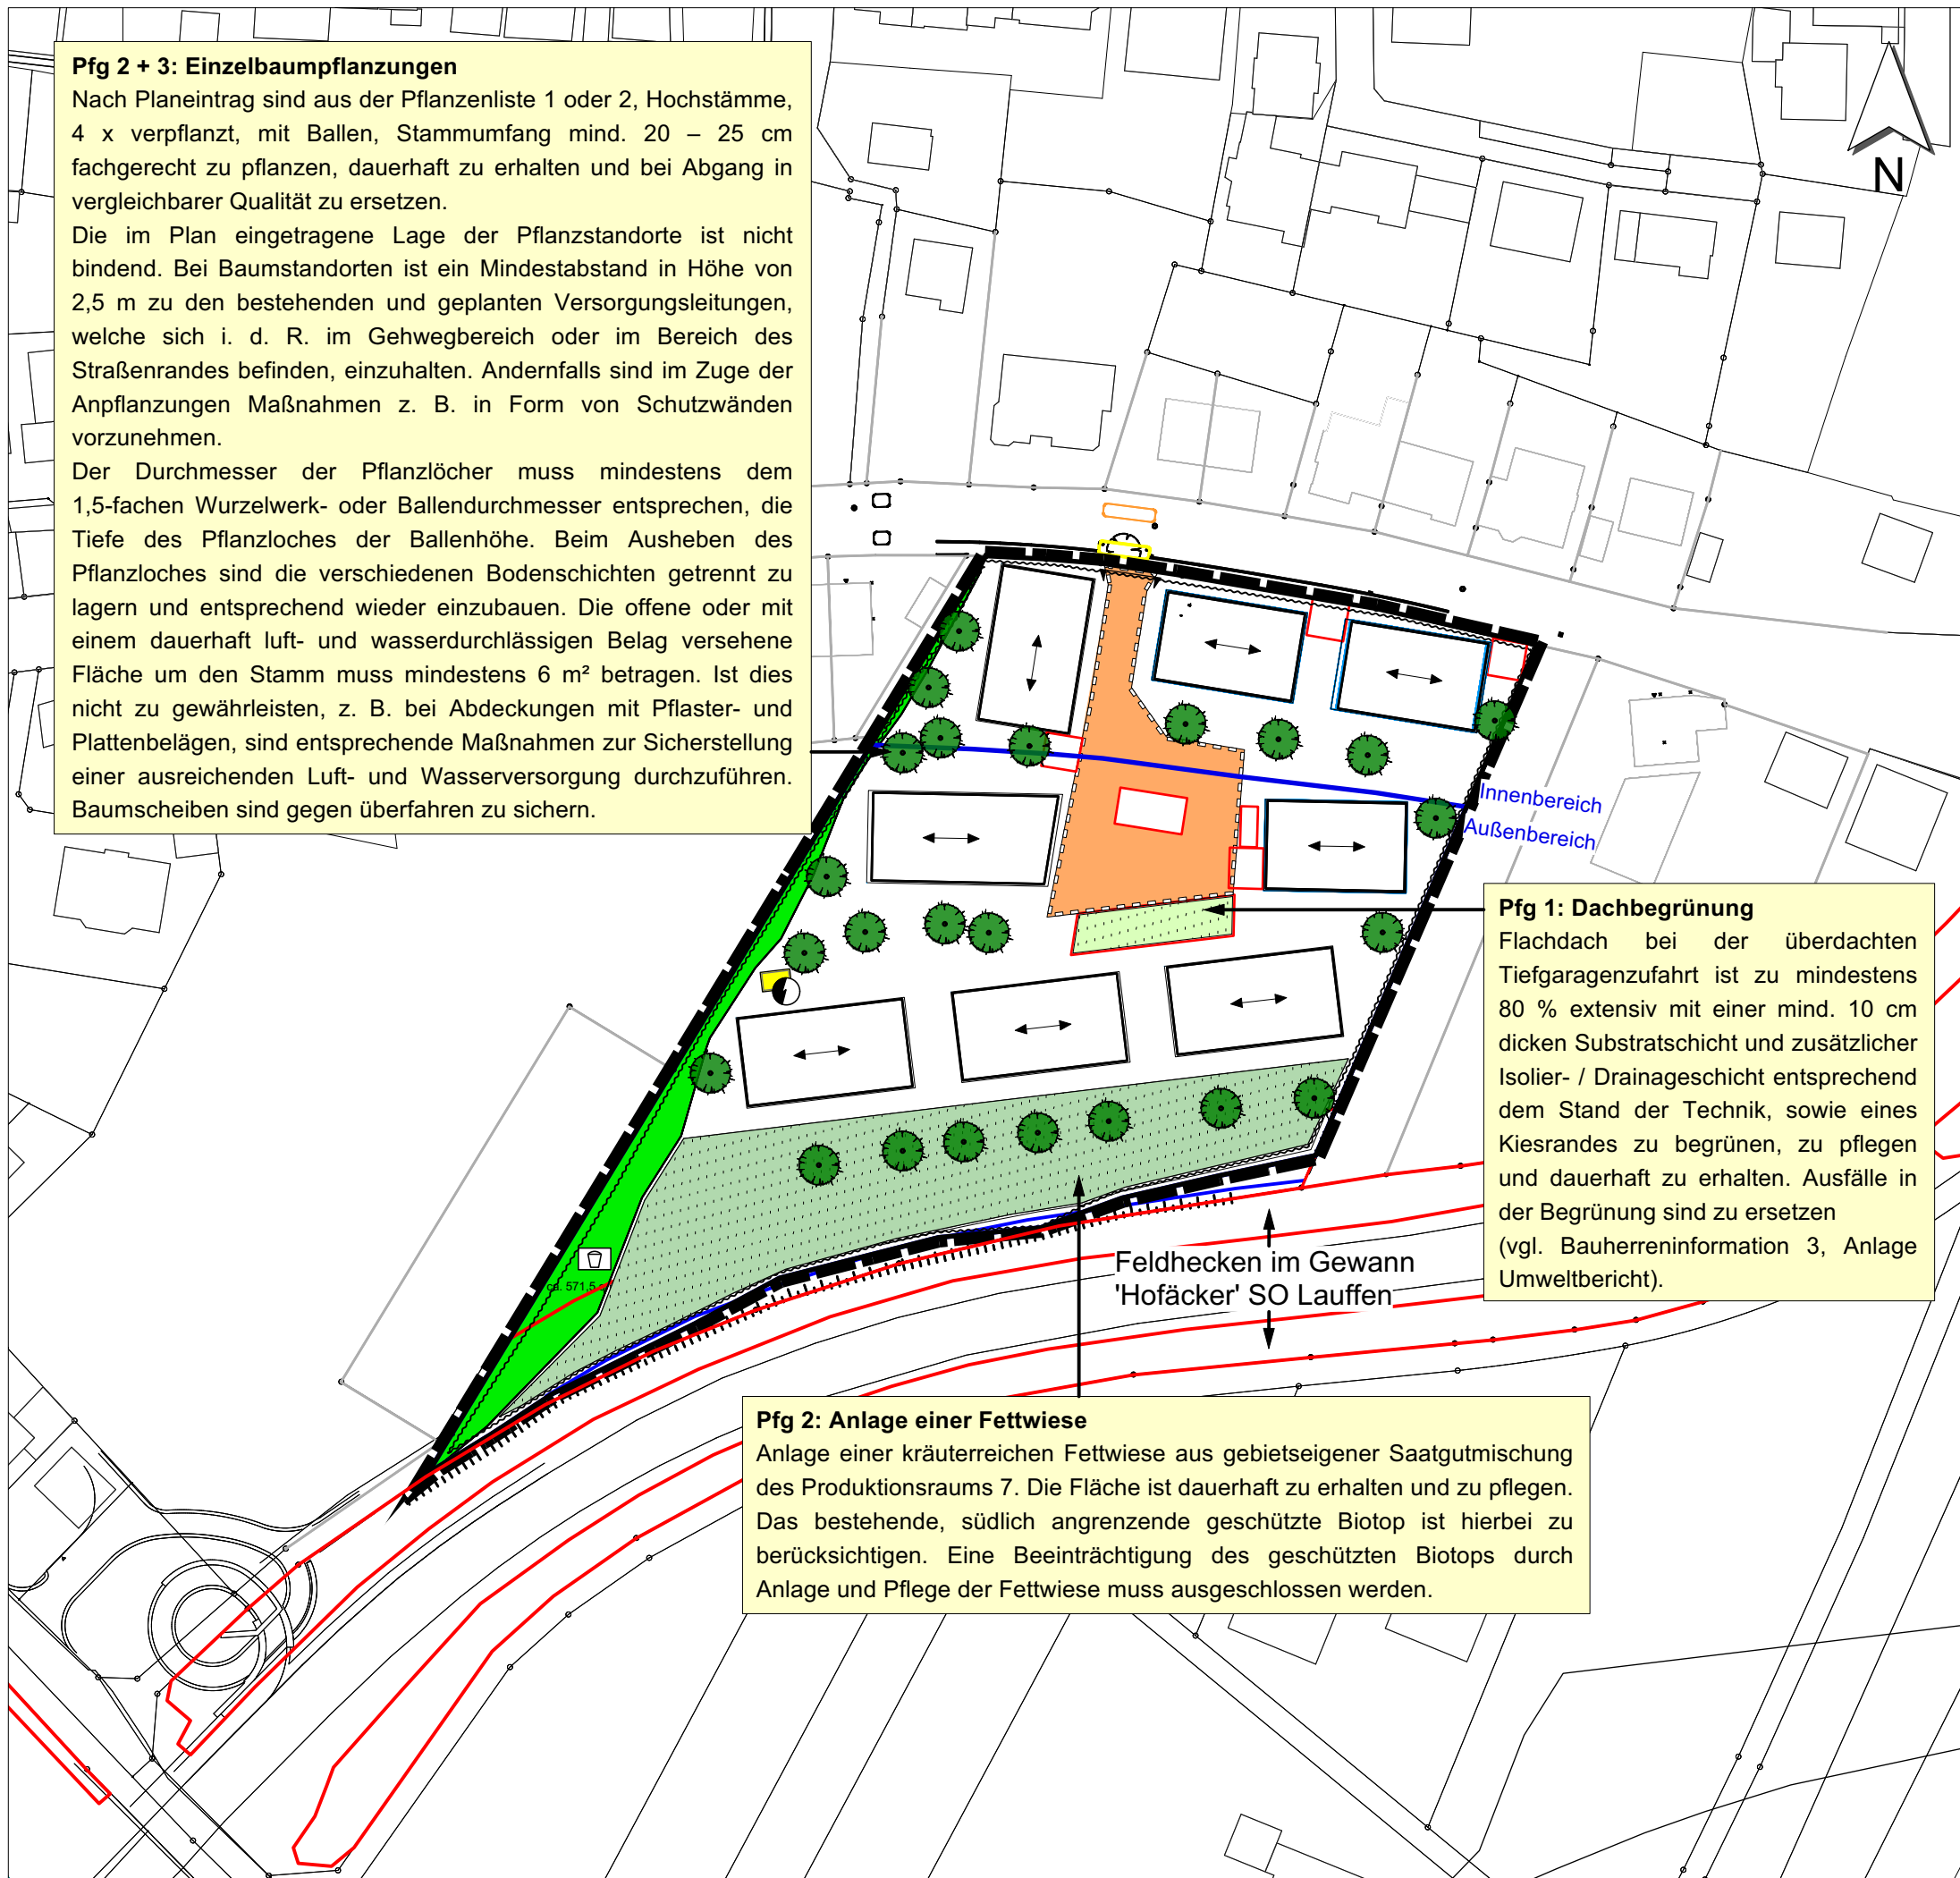 Pfg 2 + 3: Einzelbaumpflanzungen
Nach Planeintrag sind aus der Pflanzenliste 1 oder 2, Hochstämme,
4 x verpflanzt, mit Ballen, Stammumfang mind. 20 – 25 cm
fachgerecht zu pflanzen, dauerhaft zu erhalten und bei Abgang in
vergleichbarer Qualität zu ersetzen.
Die im Plan eingetragene Lage der Pflanzstandorte ist nicht
bindend. Bei Baumstandorten ist ein Mindestabstand in Höhe von
2,5 m zu den bestehenden und geplanten Versorgungsleitungen,
welche sich i. d. R. im Gehwegbereich oder im Bereich des
Straßenrandes befinden, einzuhalten. Andernfalls sind im Zuge der
Anpflanzungen Maßnahmen z. B. in Form von Schutzwänden
vorzunehmen.
Der Durchmesser der Pflanzlöcher muss mindestens dem
1,5-fachen Wurzelwerk- oder Ballendurchmesser entsprechen, die
Tiefe des Pflanzloches der Ballenhöhe. Beim Ausheben des
Pflanzloches sind die verschiedenen Bodenschichten getrennt zu
lagern und entsprechend wieder einzubauen. Die offene oder mit
einem dauerhaft luft- und wasserdurchlässigen Belag versehene
Fläche um den Stamm muss mindestens 6 m² betragen. Ist dies
nicht zu gewährleisten, z. B. bei Abdeckungen mit Pflaster- und
Plattenbelägen, sind entsprechende Maßnahmen zur Sicherstellung
einer ausreichenden Luft- und Wasserversorgung durchzuführen.
Baumscheiben sind gegen überfahren zu sichern.
N
Innenbereich
Außenbereich
Pfg 1: Dachbegrünung
Flachdach bei der überdachten
Tiefgaragenzufahrt ist zu mindestens
80 % extensiv mit einer mind. 10 cm
dicken Substratschicht und zusätzlicher
Isolier- / Drainageschicht entsprechend
dem Stand der Technik, sowie eines
Kiesrandes zu begrünen, zu pflegen
und dauerhaft zu erhalten. Ausfälle in
der Begrünung sind zu ersetzen
(vgl. Bauherreninformation 3, Anlage
Umweltbericht).
ca. 571,5
Feldhecken im Gewann
'Hofäcker' SO Lauffen
Pfg 2: Anlage einer Fettwiese
Anlage einer kräuterreichen Fettwiese aus gebietseigener Saatgutmischung
des Produktionsraums 7. Die Fläche ist dauerhaft zu erhalten und zu pflegen.
Das bestehende, südlich angrenzende geschützte Biotop ist hierbei zu
berücksichtigen. Eine Beeinträchtigung des geschützten Biotops durch
Anlage und Pflege der Fettwiese muss ausgeschlossen werden.